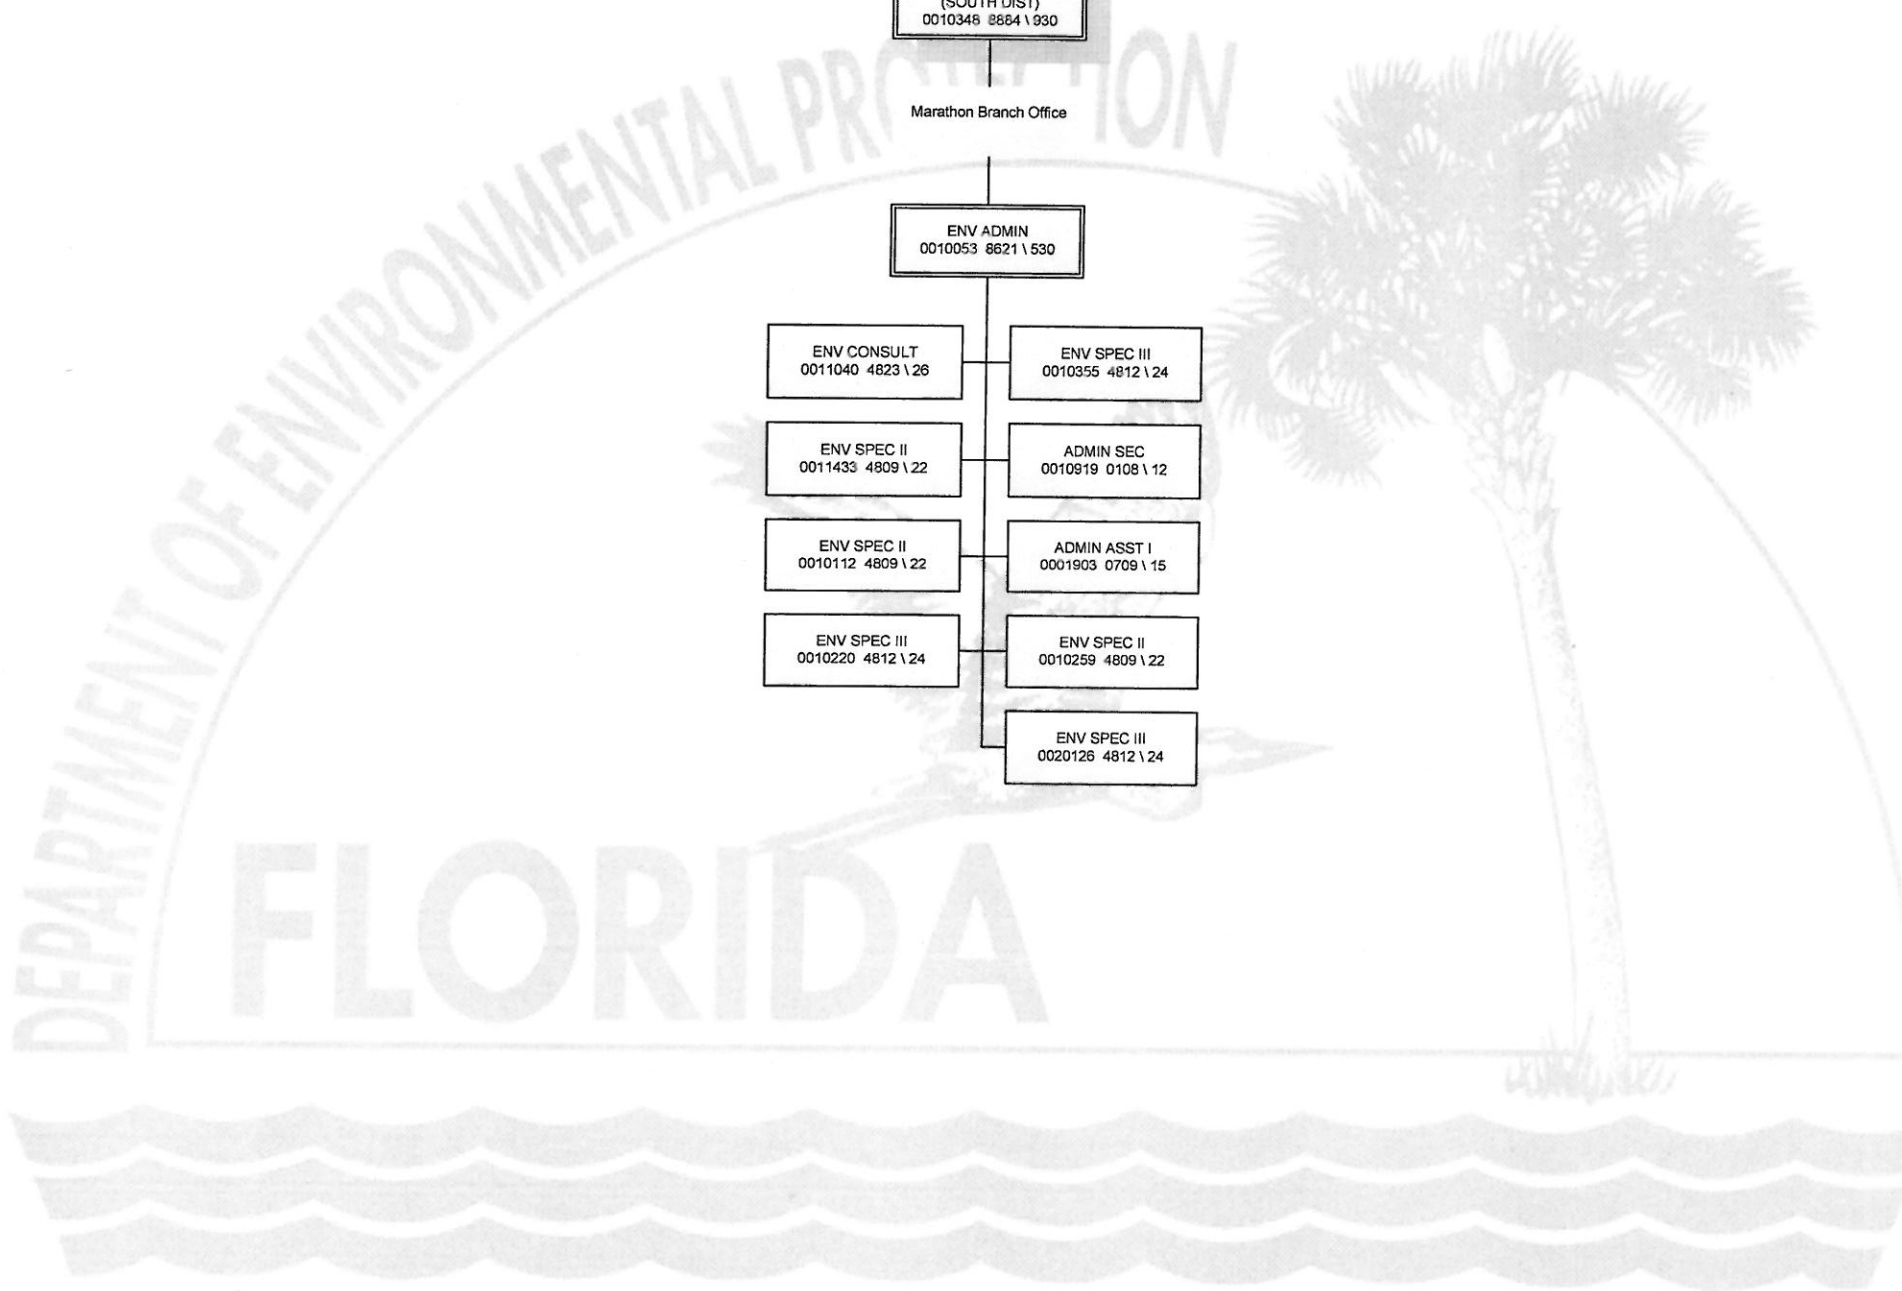 (SOUTH DIST)
0010348 8884 \ 930
Marathon Branch Office
ENV ADMIN
0010053 8621 \ 530
ENV CONSULT
0011040 4823 \ 26
ENV SPEC III
0010355 4812 \ 24
ENV SPEC II
0011433 4809 \ 22
ADMIN SEC
0010919 0108 \ 12
ENV SPEC II
0010112 4809 \ 22
ADMIN ASST I
0001903 0709 \ 15
ENV SPEC III
0010220 4812 \ 24
ENV SPEC II
0010259 4809 \ 22
ENV SPEC III
0020126 4812 \ 24
DEPARTMENT OF ENVIRONMENTAL PROTECTION
FLORIDA